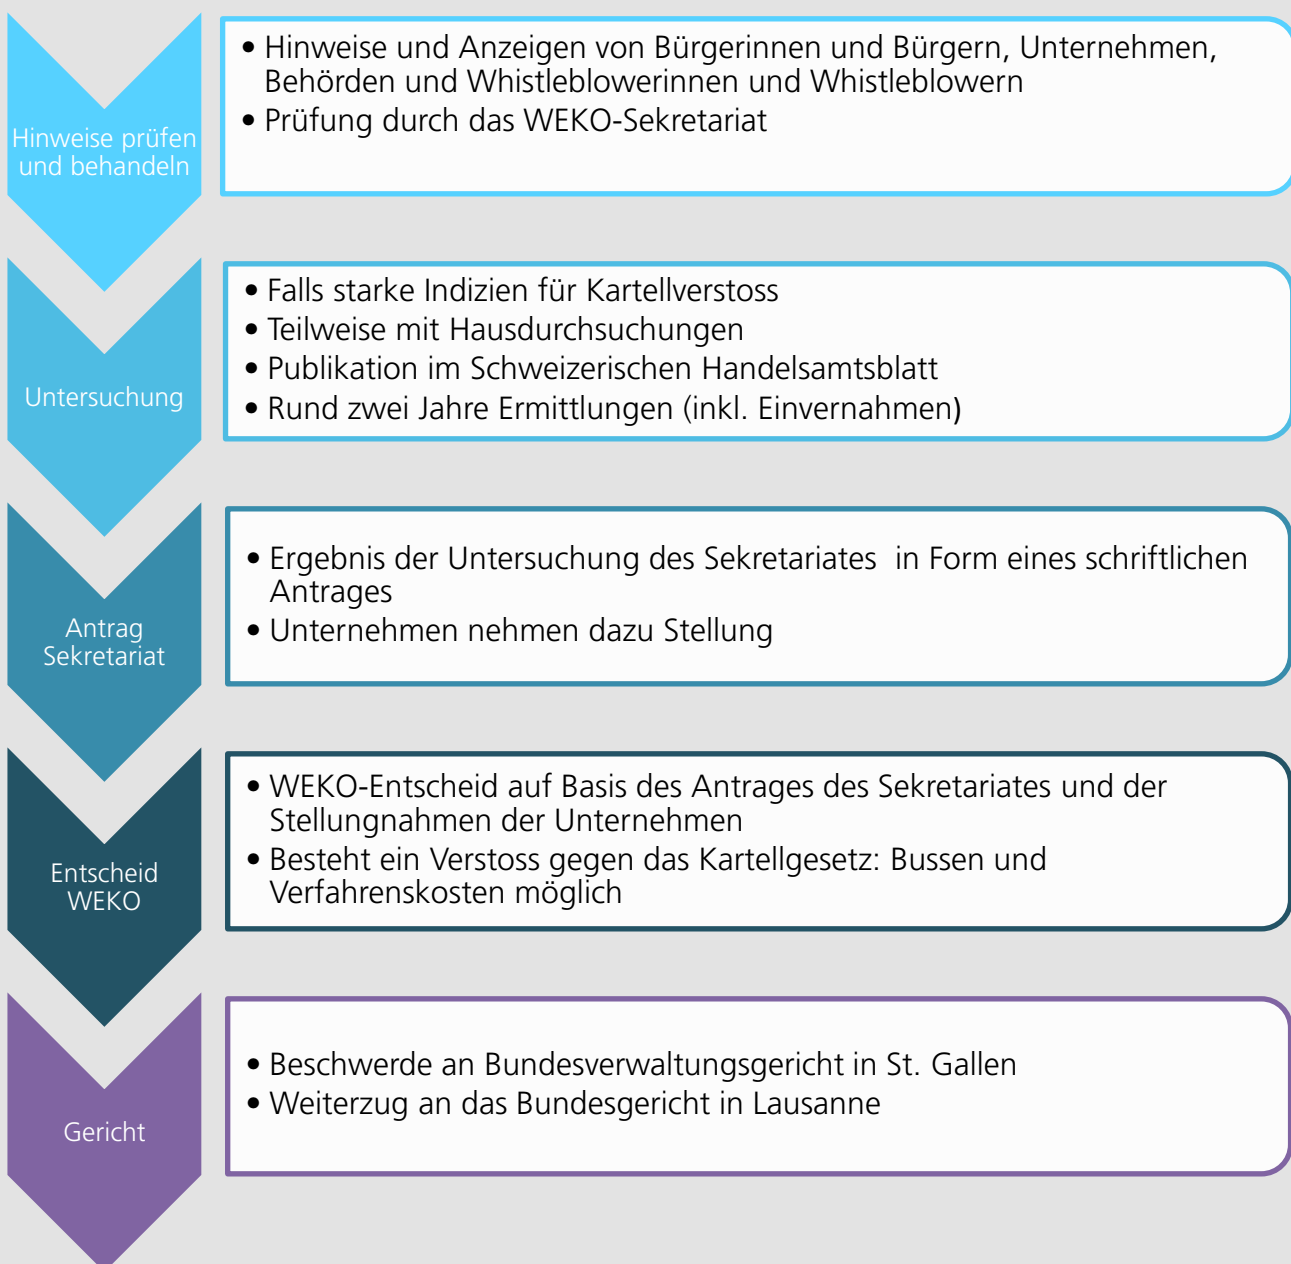 Hinweise prüfen
und behandeln
• Hinweise und Anzeigen von Bürgerinnen und Bürgern, Unternehmen,
Behörden und Whistleblowerinnen und Whistleblowern
• Prüfung durch das WEKO-Sekretariat
Untersuchung
• Falls starke Indizien für Kartellverstoss
• Teilweise mit Hausdurchsuchungen
• Publikation im Schweizerischen Handelsamtsblatt
• Rund zwei Jahre Ermittlungen (inkl. Einvernahmen)
Antrag
Sekretariat
• Ergebnis der Untersuchung des Sekretariates in Form eines schriftlichen
Antrages
• Unternehmen nehmen dazu Stellung
Entscheid
WEKO
• WEKO-Entscheid auf Basis des Antrages des Sekretariates und der
Stellungnahmen der Unternehmen
• Besteht ein Verstoss gegen das Kartellgesetz: Bussen und
Verfahrenskosten möglich
Gericht
• Beschwerde an Bundesverwaltungsgericht in St. Gallen
• Weiterzug an das Bundesgericht in Lausanne